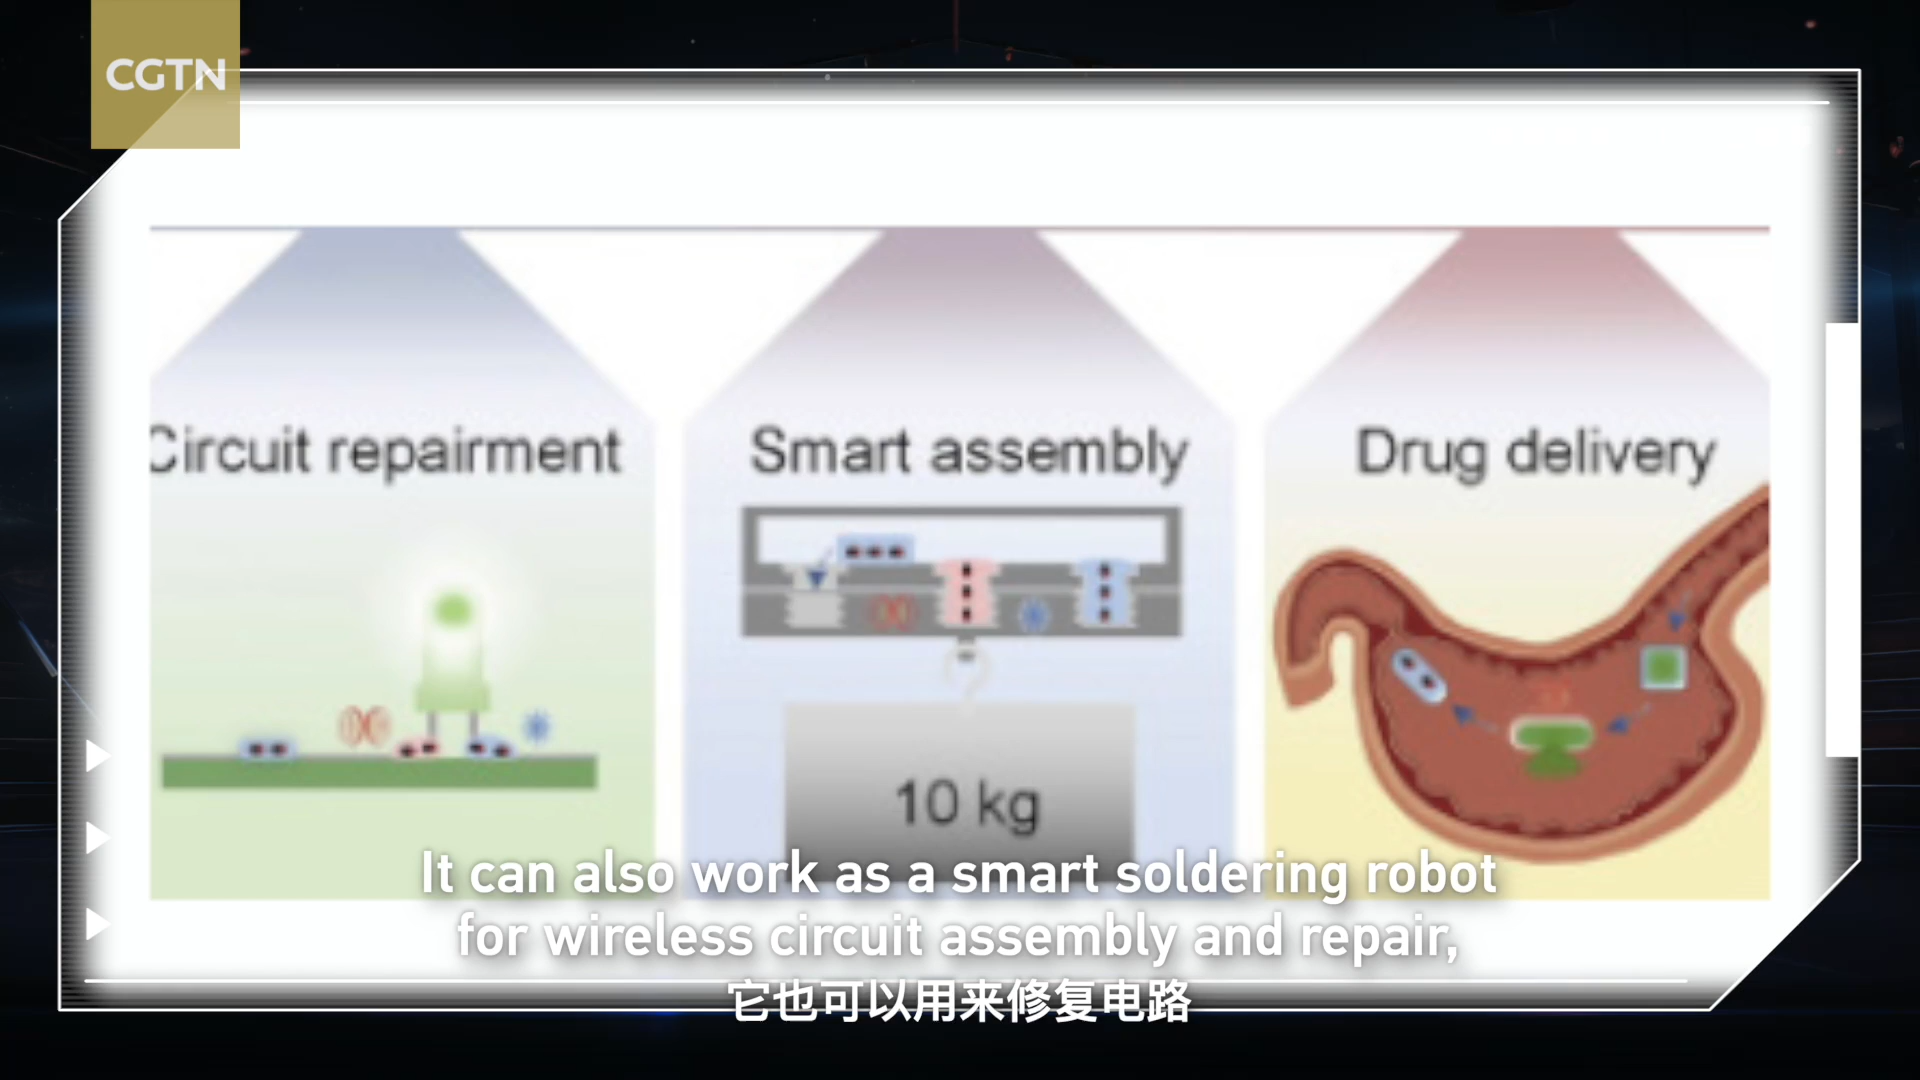 CGTN
Circuit repairment
Smart assembly
Drug delivery
10 kg
It can also work as a smart soldering robot
for wireless circuit assembly and repair,
它也可以用来修复电路